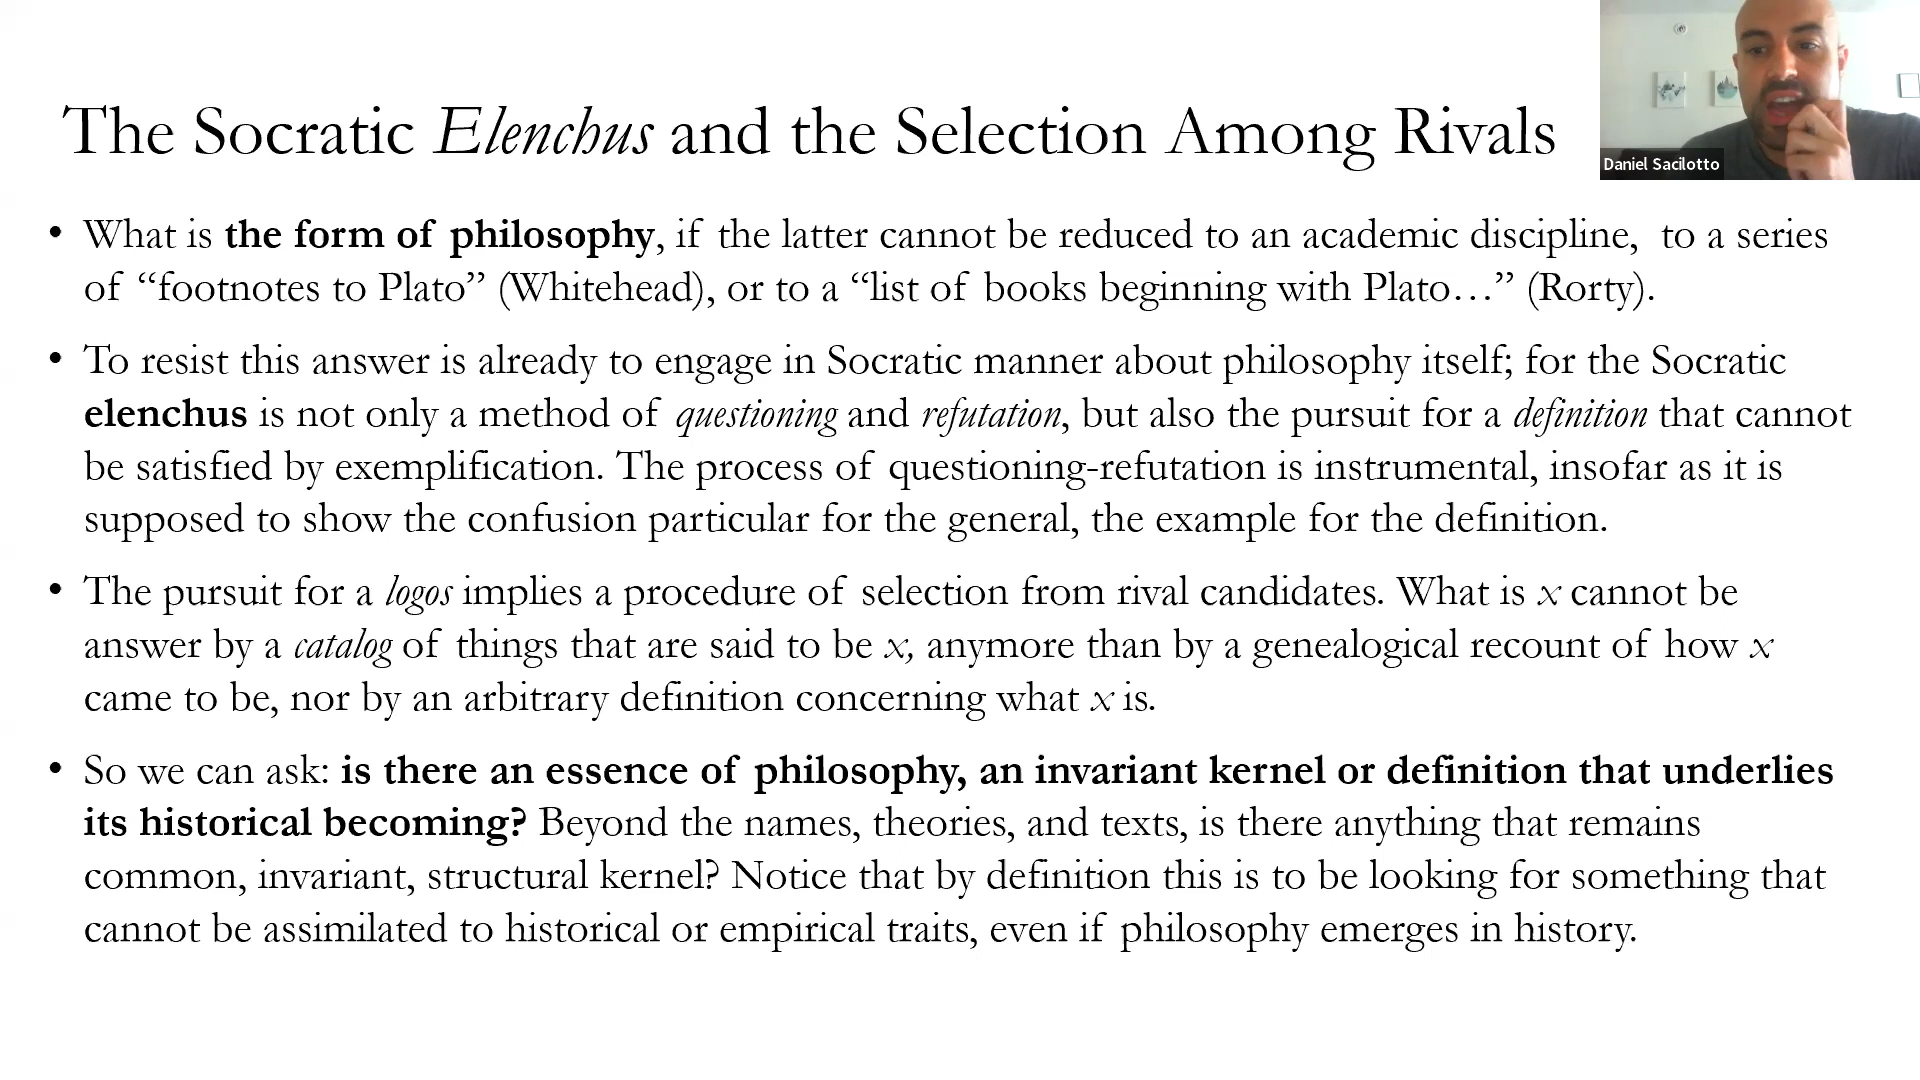 The Socratic Elenchus and the Selection Among Rivals
Daniel Sacilotto
• What is the form of philosophy, if the latter cannot be reduced to an academic discipline, to a series
of “footnotes to Plato” (Whitehead), or to a “list of books beginning with Plato…” (Rorty).
• To resist this answer is already to engage in Socratic manner about philosophy itself; for the Socratic
elenchus is not only a method of questioning and refutation, but also the pursuit for a definition that cannot
be satisfied by exemplification. The process of questioning-refutation is instrumental, insofar as it is
supposed to show the confusion particular for the general, the example for the definition.
• The pursuit for a logos implies a procedure of selection from rival candidates. What is x cannot be
answer by a catalog of things that are said to be x, anymore than by a genealogical recount of how x
came to be, nor by an arbitrary definition concerning what x is.
• So we can ask: is there an essence of philosophy, an invariant kernel or definition that underlies
its historical becoming? Beyond the names, theories, and texts, is there anything that remains
common, invariant, structural kernel? Notice that by definition this is to be looking for something that
cannot be assimilated to historical or empirical traits, even if philosophy emerges in history.